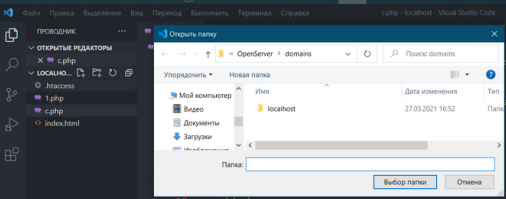 Файл Правка Выделение Вид Переход Выполнить Терминал Справка c.php - localhost - Visual Studio Code
ПРОВОДНИК
ОТКРЫТЫЕ РЕДАКТОРЫ
c.php
LOCALHO...
.htaccess
1.php
c.php
index.html
Открыть папку
« OpenServer › domains
Поиск: domains
Упорядочить
Новая папка
Мой компьютер
Видео
Документы
Загрузки
Имя
Дата изменения
Тип
localhost
27.03.2021 16:52
Папк
Папка:
Выбор папки
Отмена